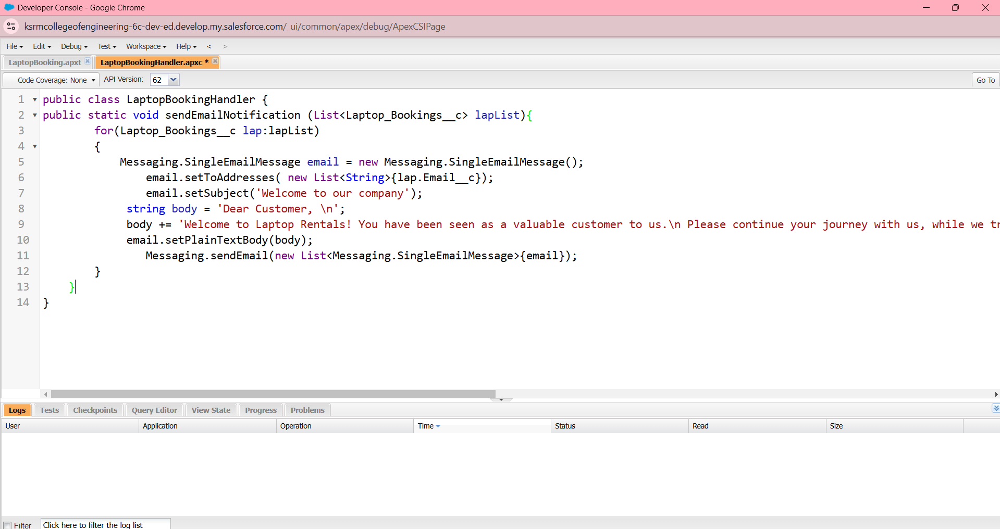 Developer Console - Google Chrome
ksrmcollegeofengineering-6c-dev-ed.develop.my.salesforce.com/_ui/common/apex/debug/ApexCSIPage
File Edit Debug Test Workspace Help < >
LaptopBooking.apxt LaptopBookingHandler.apxc *
Code Coverage: None API Version: 62 Go To
1 public class LaptopBookingHandler {
2 public static void sendEmailNotification (List<Laptop_Bookings__c> lapList){
3 for(Laptop_Bookings__c lap:lapList)
4 {
5 Messaging.SingleEmailMessage email = new Messaging.SingleEmailMessage();
6 email.setToAddresses( new List<String>{lap.Email__c});
7 email.setSubject('Welcome to our company');
8 string body = 'Dear Customer, \n';
9 body += 'Welcome to Laptop Rentals! You have been seen as a valuable customer to us.\n Please continue your journey with us, while we
10 email.setPlainTextBody(body);
11 Messaging.sendEmail(new List<Messaging.SingleEmailMessage>{email});
12 }
13 }
14 }
Logs Tests Checkpoints Query Editor View State Progress Problems
User Application Operation Time Status Read Size
Filter Click here to filter the log list